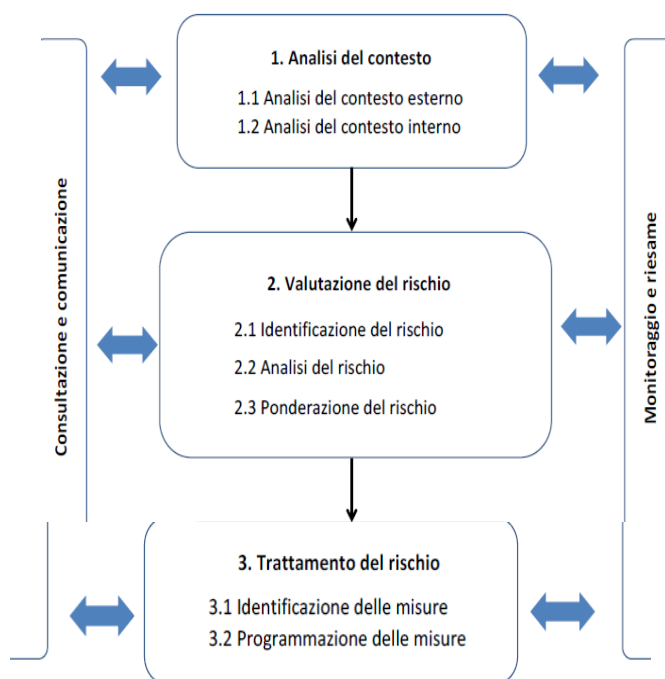 1. Analisi del contesto
1.1 Analisi del contesto esterno
1.2 Analisi del contesto interno
Consultazione e comunicazione
2. Valutazione del rischio
2.1 Identificazione del rischio
2.2 Analisi del rischio
2.3 Ponderazione del rischio
Monitoraggio e riesame
3. Trattamento del rischio
3.1 Identificazione delle misure
3.2 Programmazione delle misure